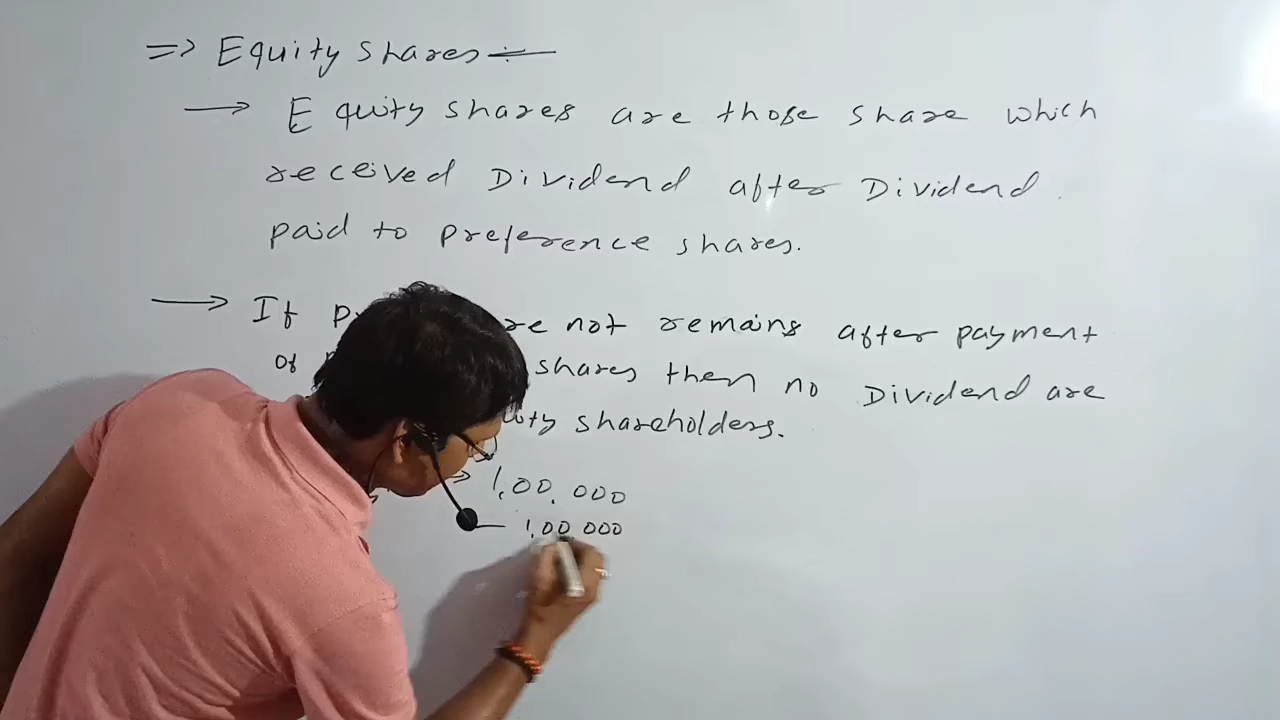 => Equity shares :-
→ Equity shares are those share which
received Dividend after Dividend
paid to preference shares.
→ If not remains after payment
of shares then no Dividend are
shareholders.
1,00,000
1,00,000